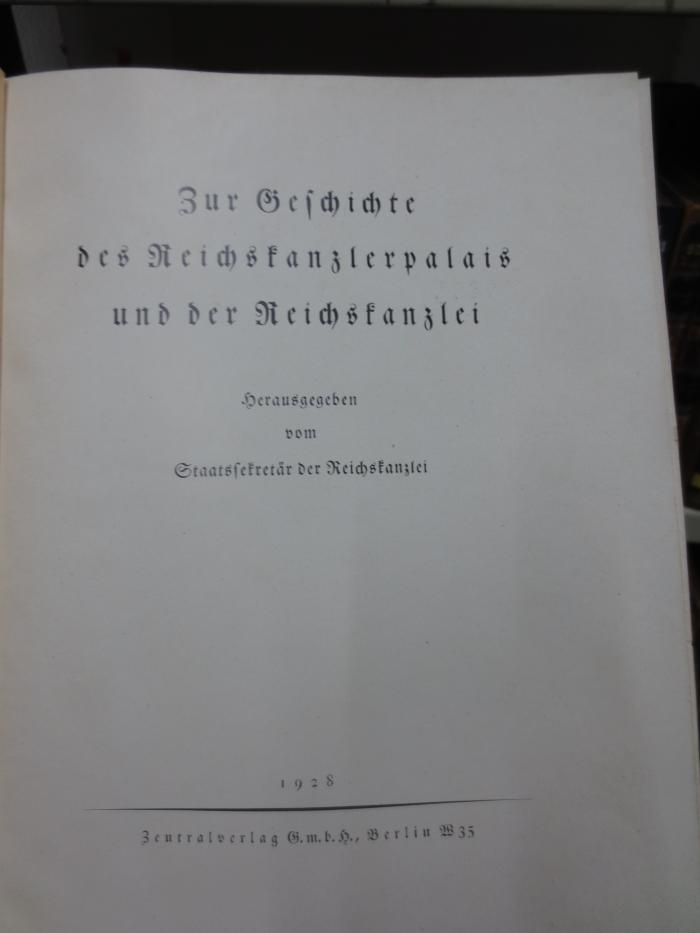 Zur Geſchichte
des Reichskanzlerpalais
und der Reichskanzlei
Herausgegeben
vom
Staatsſekretär der Reichskanzlei
1928
Zentralverlag G.m.b.H., Berlin W 35